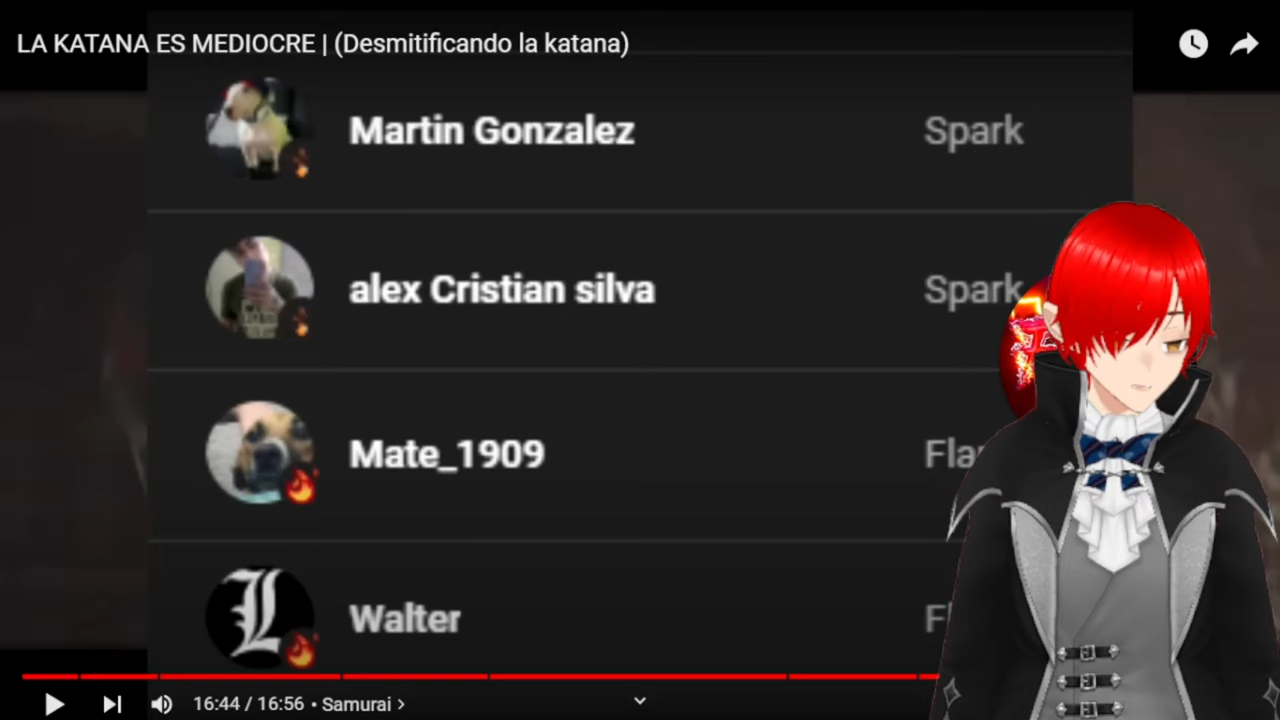 LA KATANA ES MEDIOCRE | (Desmitificando la katana)
Martin Gonzalez Spark
alex Cristian silva Spark
Mate_1909
Walter
16:44 / 16:56 • Samurai >